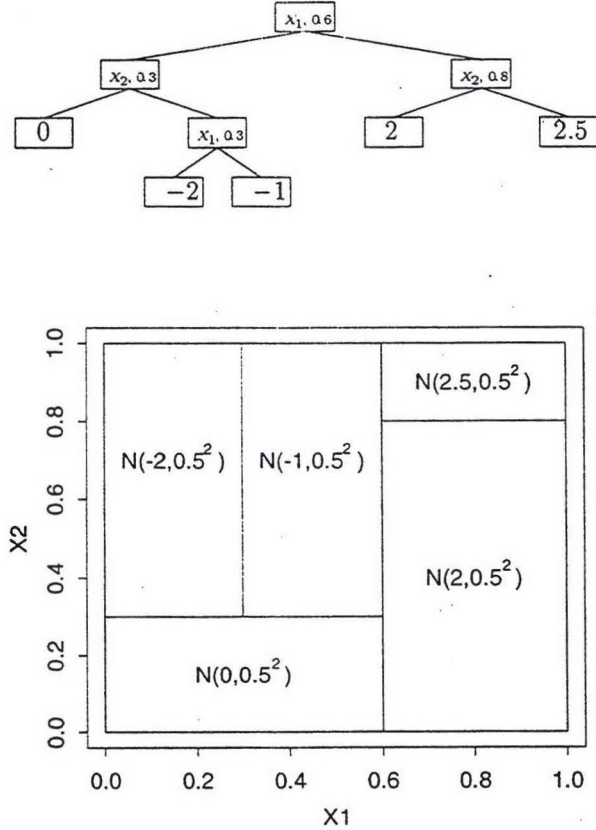 x₁, 0.6
x₂, 0.3
x₂, 0.8
0
x₁, 0.3
2
2.5
−2
−1
1.0
0.8
0.6
0.4
0.2
0.0
X2
N(2.5,0.5²)
N(-2,0.5²)
N(-1,0.5²)
N(2,0.5²)
N(0,0.5²)
0.0
0.2
0.4
0.6
0.8
1.0
X1